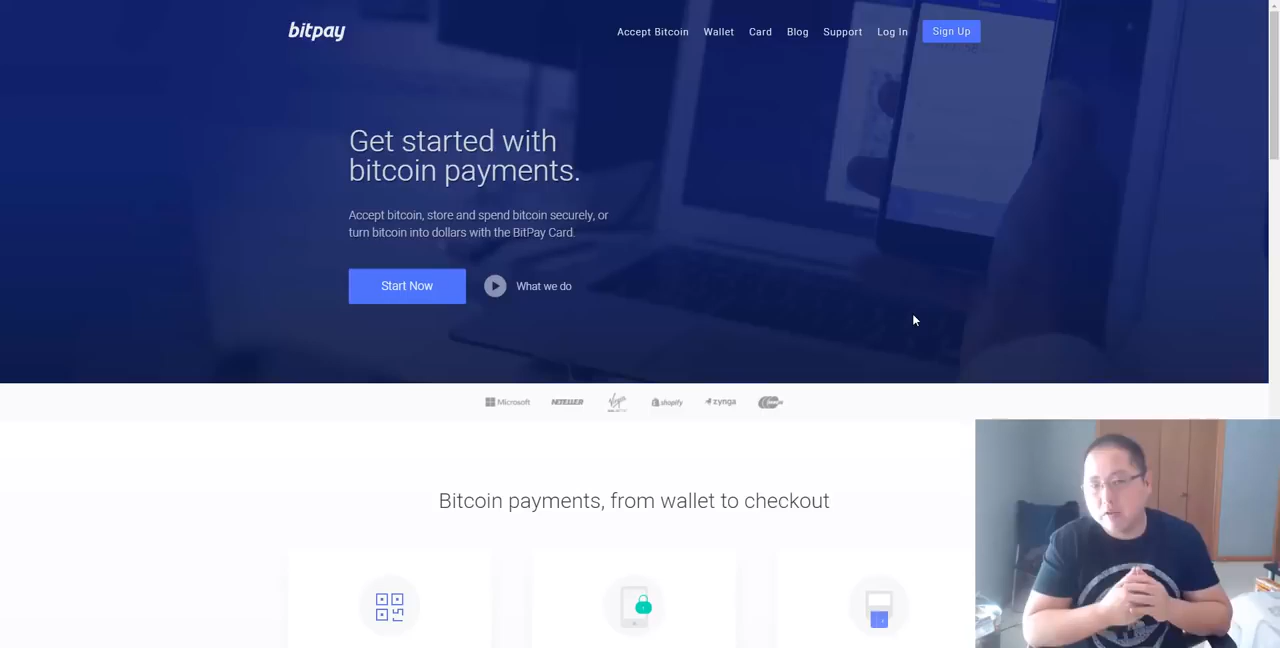 bitpay
Accept Bitcoin Wallet Card Blog Support Log In Sign Up
Get started with
bitcoin payments.
Accept bitcoin, store and spend bitcoin securely, or
turn bitcoin into dollars with the BitPay Card.
Start Now What we do
Microsoft NETELLER Virgin shopify zynga
Bitcoin payments, from wallet to checkout